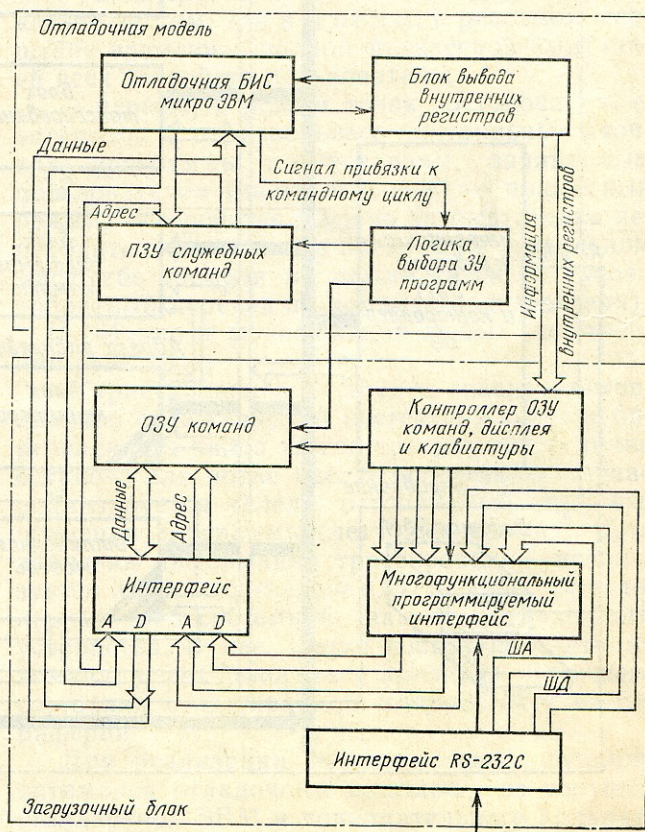 Отладочная модель
Отладочная БИС
микроЭВМ
Блок вывода
внутренних
регистров
Данные
Сигнал привязки к
командному циклу
Адрес
ПЗУ служебных
команд
Логика
выбора ЗУ
программ
Информация
внутренних регистров
ОЗУ команд
Контроллер ОЗУ
команд, дисплея
и клавиатуры
Данные
Адрес
Интерфейс
A D A D
Многофункциональный
программируемый
интерфейс
ША
ШД
Интерфейс RS-232C
Загрузочный блок